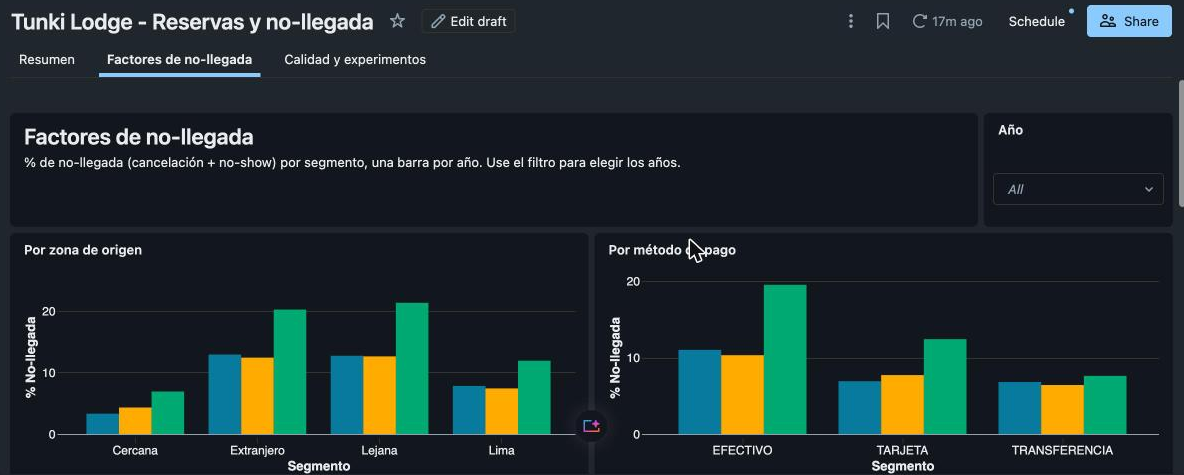 Tunki Lodge - Reservas y no-llegada
Edit draft
17m ago
Schedule
Share
Resumen
Factores de no-llegada
Calidad y experimentos
Factores de no-llegada
% de no-llegada (cancelación + no-show) por segmento, una barra por año. Use el filtro para elegir los años.
Año
All
Por zona de origen
% No-llegada
20
10
0
Cercana
Extranjero
Lejana
Lima
Segmento
Por método de pago
% No-llegada
20
10
0
EFECTIVO
TARJETA
TRANSFERENCIA
Segmento